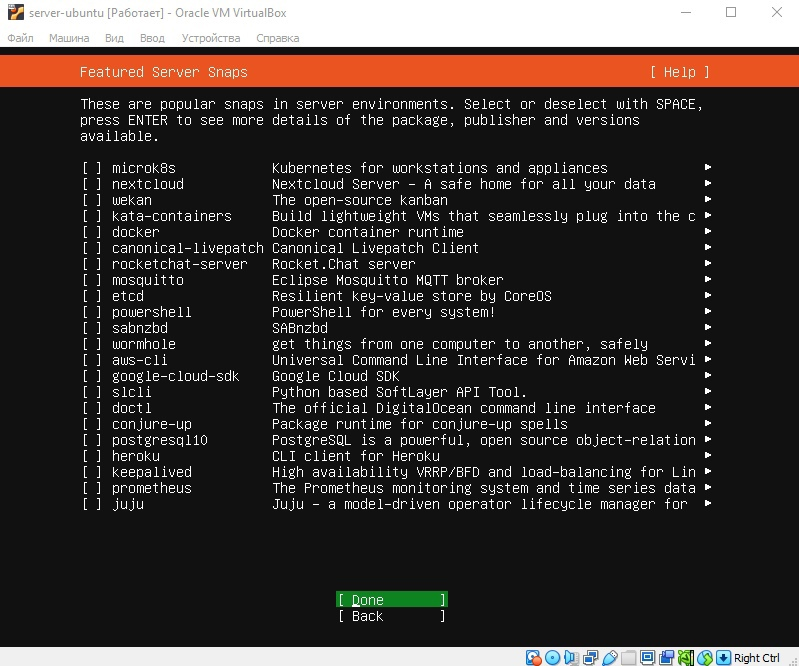 server-ubuntu [Работает] - Oracle VM VirtualBox
Файл Машина Вид Ввод Устройства Справка
Featured Server Snaps [ Help ]
These are popular snaps in server environments. Select or deselect with SPACE,
press ENTER to see more details of the package, publisher and versions
available.
[ ] microk8s Kubernetes for workstations and appliances ▸
[ ] nextcloud Nextcloud Server - A safe home for all your data ▸
[ ] wekan The open-source kanban ▸
[ ] kata-containers Build lightweight VMs that seamlessly plug into the c ▸
[ ] docker Docker container runtime ▸
[ ] canonical-livepatch Canonical Livepatch Client ▸
[ ] rocketchat-server Rocket.Chat server ▸
[ ] mosquitto Eclipse Mosquitto MQTT broker ▸
[ ] etcd Resilient key-value store by CoreOS ▸
[ ] powershell PowerShell for every system! ▸
[ ] sabnzbd SABnzbd ▸
[ ] wormhole get things from one computer to another, safely ▸
[ ] aws-cli Universal Command Line Interface for Amazon Web Servi ▸
[ ] google-cloud-sdk Google Cloud SDK ▸
[ ] slcli Python based SoftLayer API Tool. ▸
[ ] doctl The official DigitalOcean command line interface ▸
[ ] conjure-up Package runtime for conjure-up spells ▸
[ ] postgresql10 PostgreSQL is a powerful, open source object-relation ▸
[ ] heroku CLI client for Heroku ▸
[ ] keepalived High availability VRRP/BFD and load-balancing for Lin ▸
[ ] prometheus The Prometheus monitoring system and time series data ▸
[ ] juju Juju - a model-driven operator lifecycle manager for ▸
[ Done ]
[ Back ]
Right Ctrl